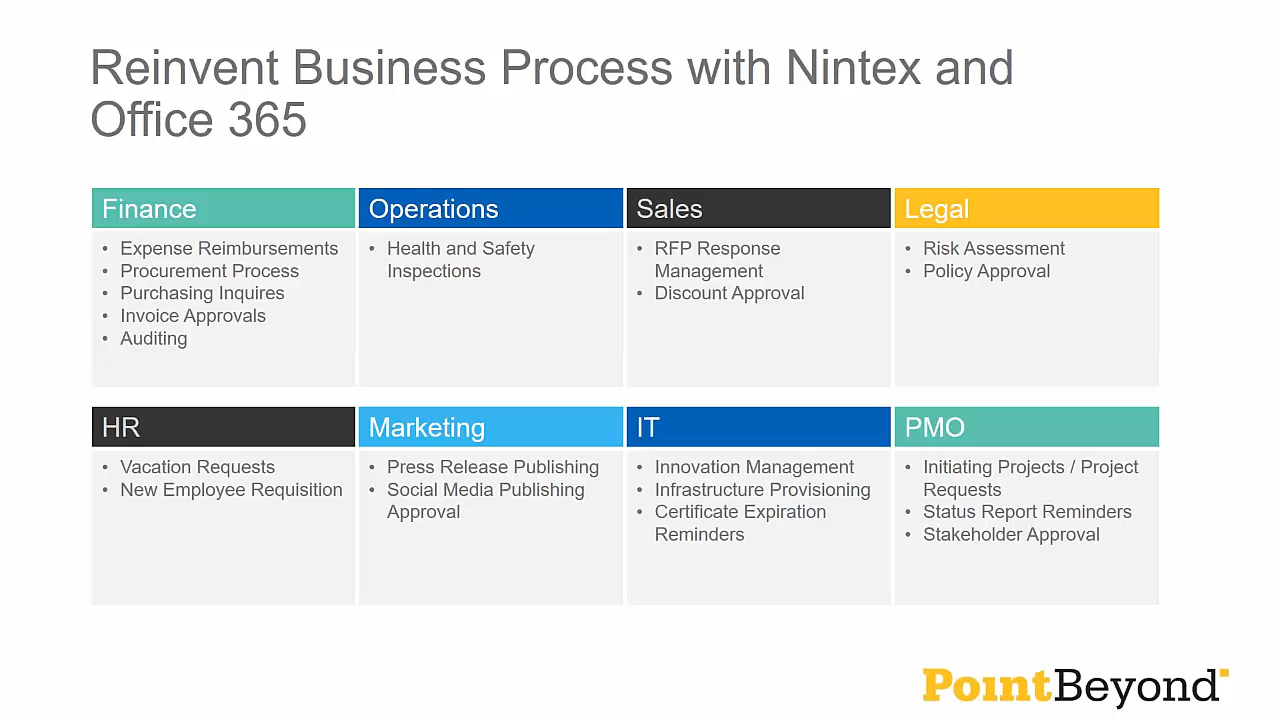 Reinvent Business Process with Nintex and
Office 365
Finance
• Expense Reimbursements
• Procurement Process
• Purchasing Inquires
• Invoice Approvals
• Auditing
Operations
• Health and Safety
Inspections
Sales
• RFP Response
Management
• Discount Approval
Legal
• Risk Assessment
• Policy Approval
HR
• Vacation Requests
• New Employee Requisition
Marketing
• Press Release Publishing
• Social Media Publishing
Approval
IT
• Innovation Management
• Infrastructure Provisioning
• Certificate Expiration
Reminders
PMO
• Initiating Projects / Project
Requests
• Status Report Reminders
• Stakeholder Approval
PointBeyond